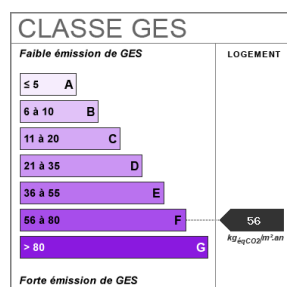 CLASSE GES
Faible émission de GES
LOGEMENT
≤ 5 A
6 à 10 B
11 à 20 C
21 à 35 D
36 à 55 E
56 à 80 F
56
kgéqCO2/m².an
> 80 G
Forte émission de GES